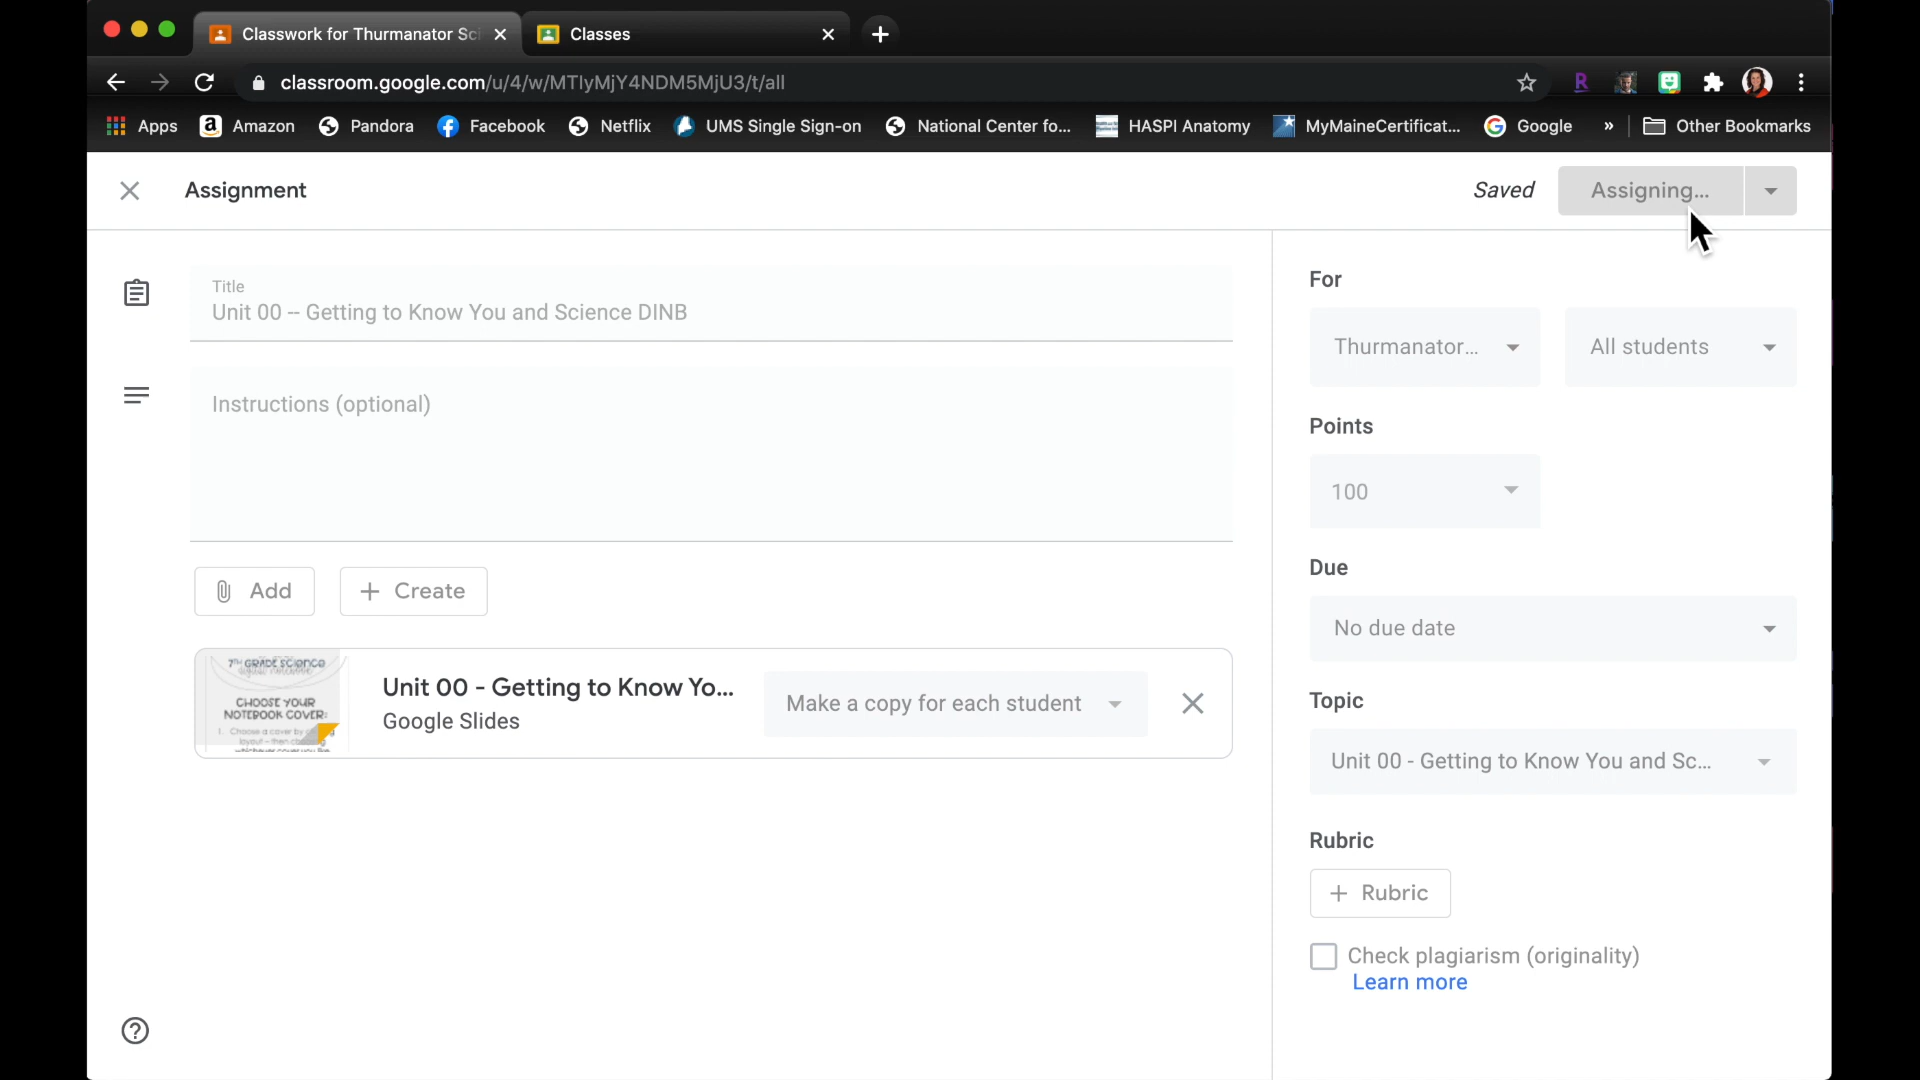 Classwork for Thurmanator Sci
Classes
classroom.google.com/u/4/w/MTIyMjY4NDM5MjU3/t/all
Apps
Amazon
Pandora
Facebook
Netflix
UMS Single Sign-on
National Center fo...
HASPI Anatomy
MyMaineCertificat...
Google
»
Other Bookmarks
Assignment
Saved
Assigning...
Title
Unit 00 -- Getting to Know You and Science DINB
Instructions (optional)
Add
Create
7TH GRADE SCIENCE
CHOOSE YOUR
NOTEBOOK COVER:
Unit 00 - Getting to Know Yo...
Google Slides
Make a copy for each student
For
Thurmanator...
All students
Points
100
Due
No due date
Topic
Unit 00 - Getting to Know You and Sc...
Rubric
Rubric
Check plagiarism (originality)
Learn more